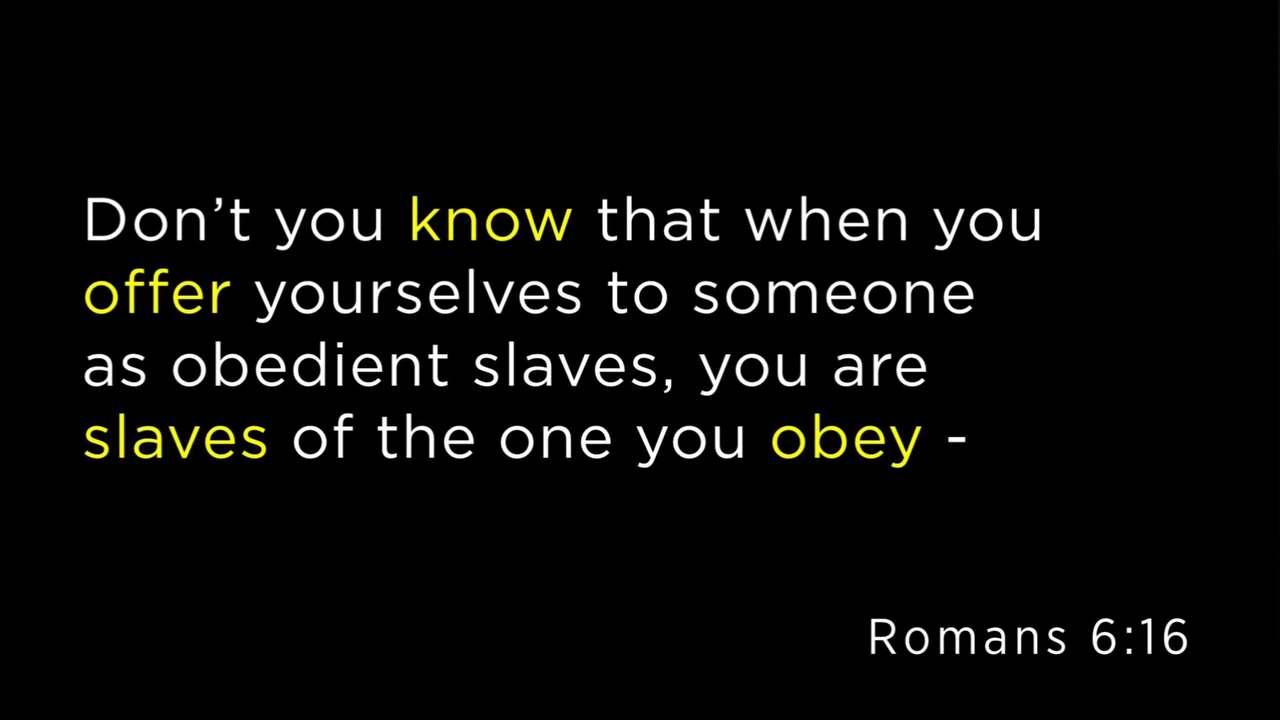 Don’t you know that when you
offer yourselves to someone
as obedient slaves, you are
slaves of the one you obey -
Romans 6:16